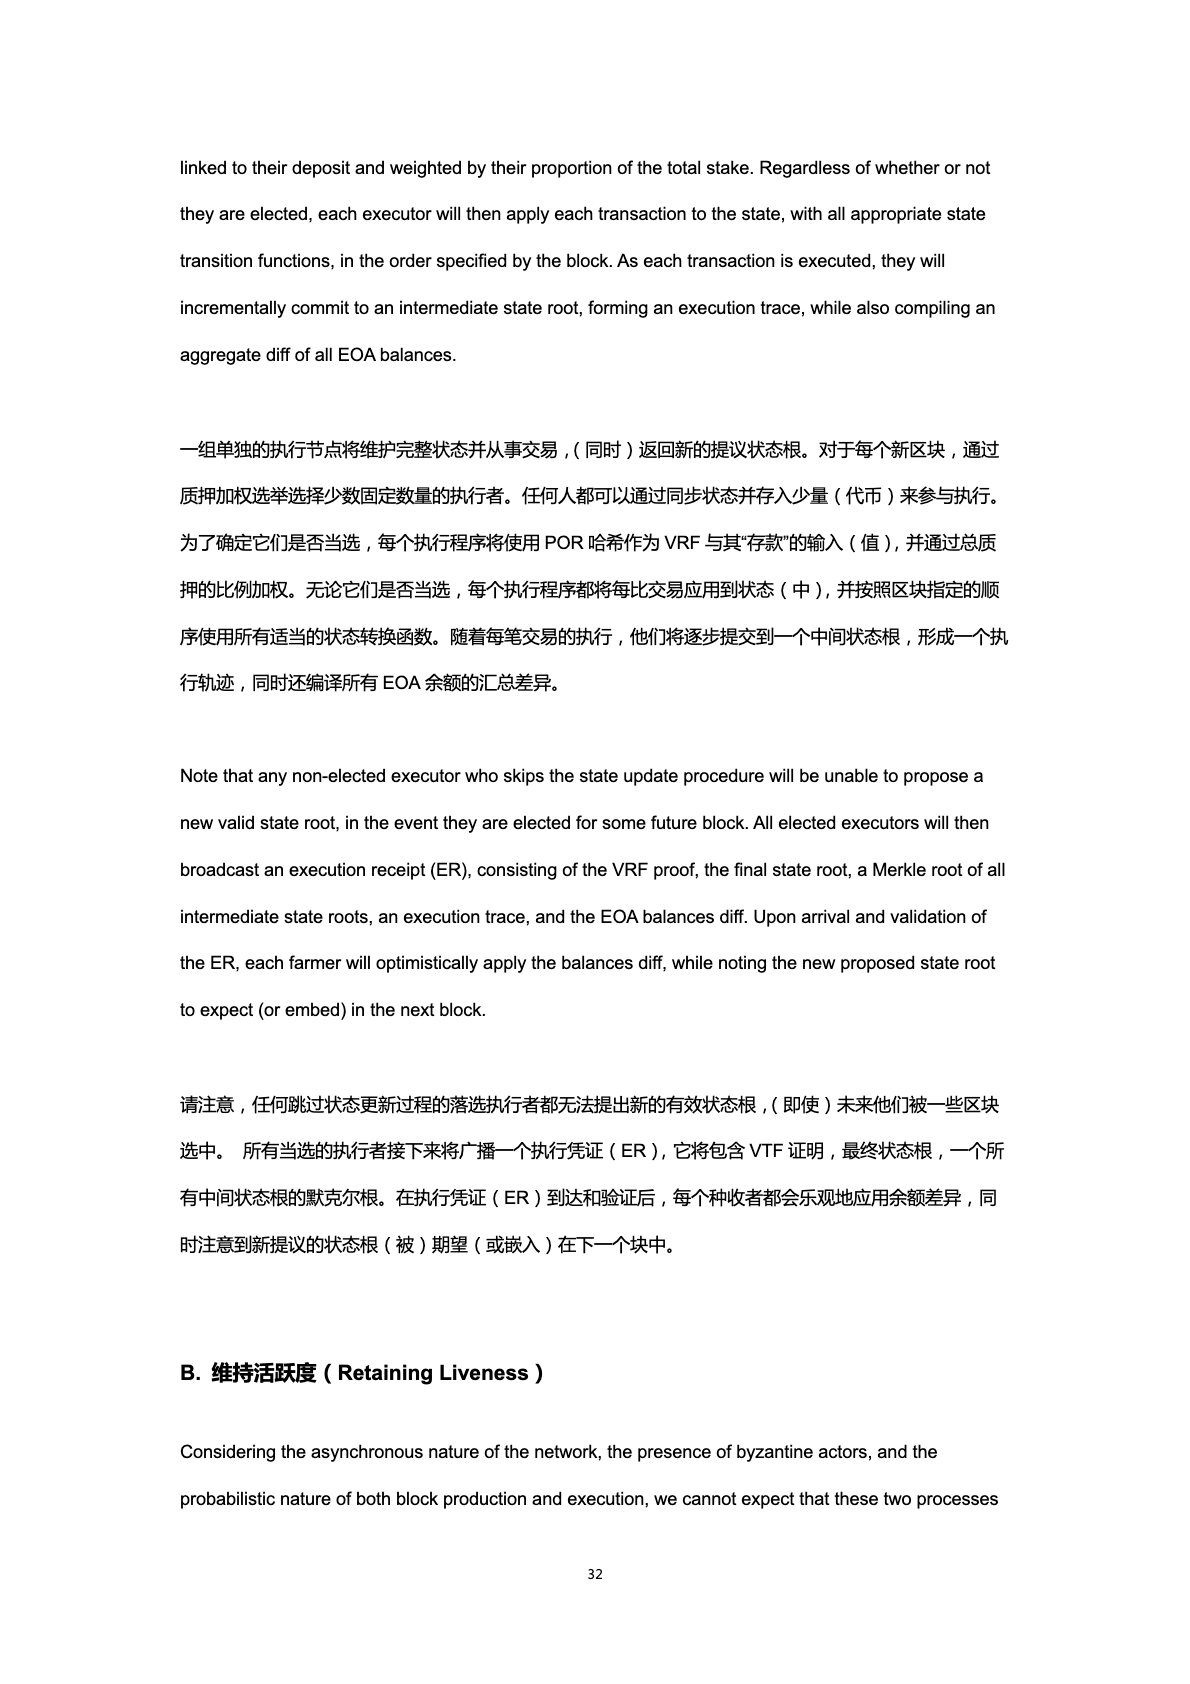 linked to their deposit and weighted by their proportion of the total stake. Regardless of whether or not
they are elected, each executor will then apply each transaction to the state, with all appropriate state
transition functions, in the order specified by the block. As each transaction is executed, they will
incrementally commit to an intermediate state root, forming an execution trace, while also compiling an
aggregate diff of all EOA balances.
一组单独的执行节点将维护完整状态并从事交易，（同时）返回新的提议状态根。对于每个新区块，通过
质押加权选举选择少数固定数量的执行者。任何人都可以通过同步状态并存入少量（代币）来参与执行。
为了确定它们是否当选，每个执行程序将使用 POR 哈希作为 VRF 与其“存款”的输入（值），并通过总质
押的比例加权。无论它们是否当选，每个执行程序都将每比交易应用到状态（中），并按照区块指定的顺
序使用所有适当的状态转换函数。随着每笔交易的执行，他们将逐步提交到一个中间状态根，形成一个执
行轨迹，同时还编译所有 EOA 余额的汇总差异。
Note that any non-elected executor who skips the state update procedure will be unable to propose a
new valid state root, in the event they are elected for some future block. All elected executors will then
broadcast an execution receipt (ER), consisting of the VRF proof, the final state root, a Merkle root of all
intermediate state roots, an execution trace, and the EOA balances diff. Upon arrival and validation of
the ER, each farmer will optimistically apply the balances diff, while noting the new proposed state root
to expect (or embed) in the next block.
请注意，任何跳过状态更新过程的落选执行者都无法提出新的有效状态根，（即使）未来他们被一些区块
选中。 所有当选的执行者接下来将广播一个执行凭证（ER），它将包含 VTF 证明，最终状态根，一个所
有中间状态根的默克尔根。在执行凭证（ER）到达和验证后，每个种收者都会乐观地应用余额差异，同
时注意到新提议的状态根（被）期望（或嵌入）在下一个块中。
B. 维持活跃度（Retaining Liveness）
Considering the asynchronous nature of the network, the presence of byzantine actors, and the
probabilistic nature of both block production and execution, we cannot expect that these two processes
32